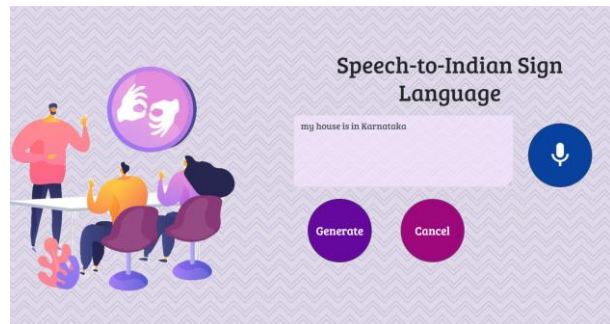 Speech-to-Indian Sign
Language
my house is in Karnataka
Generate
Cancel